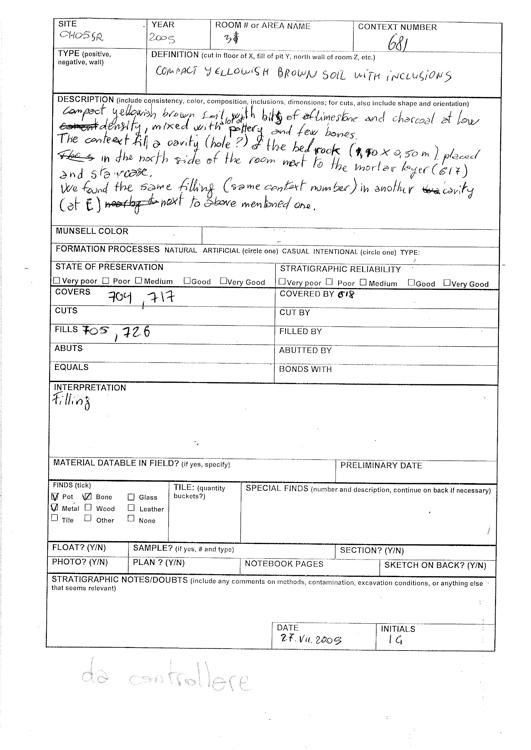 SITE YEAR ROOM # or AREA NAME CONTEXT NUMBER
CHOSSR 2005 3 681
TYPE (positive, negative, wall) DEFINITION (cut in floor of X, fill of pit Y, north wall of room Z, etc.)
COMPACT YELLOWISH BROWN SOIL WITH INCLUSIONS
DESCRIPTION (include consistency, color, composition, inclusions, dimensions; for cuts, also include shape and orientation)
Compact yellowish brown soil with bits of limestone and charcoal at low
density, mixed with a lot of pottery and few bones.
The context fill a cavity (hole?) of the bed rock (1,90 x 0,50 m) placed
in the north side of the room next to the mortar layer (617)
and staircase.
We found the same filling (same context number) in another cavity
(at E) next to above mentioned one.
MUNSELL COLOR
FORMATION PROCESSES NATURAL ARTIFICIAL (circle one) CASUAL INTENTIONAL (circle one) TYPE:
STATE OF PRESERVATION STRATIGRAPHIC RELIABILITY
Very poor Poor Medium Good Very Good Very poor Poor Medium Good Very Good
COVERS 704, 717 COVERED BY 618
CUTS CUT BY
FILLS 705, 726 FILLED BY
ABUTS ABUTTED BY
EQUALS BONDS WITH
INTERPRETATION
Filling
MATERIAL DATABLE IN FIELD? (if yes, specify) PRELIMINARY DATE
FINDS (tick) TILE: (quantity buckets?) SPECIAL FINDS (number and description, continue on back if necessary)
Pot Bone Glass
Metal Wood Leather
Tile Other None
FLOAT? (Y/N) SAMPLE? (if yes, # and type) SECTION? (Y/N)
PHOTO? (Y/N) PLAN ? (Y/N) NOTEBOOK PAGES SKETCH ON BACK? (Y/N)
STRATIGRAPHIC NOTES/DOUBTS (include any comments on methods, contamination, excavation conditions, or anything else
that seems relevant)
DATE INITIALS
27.VII.2005 IG
da controllare